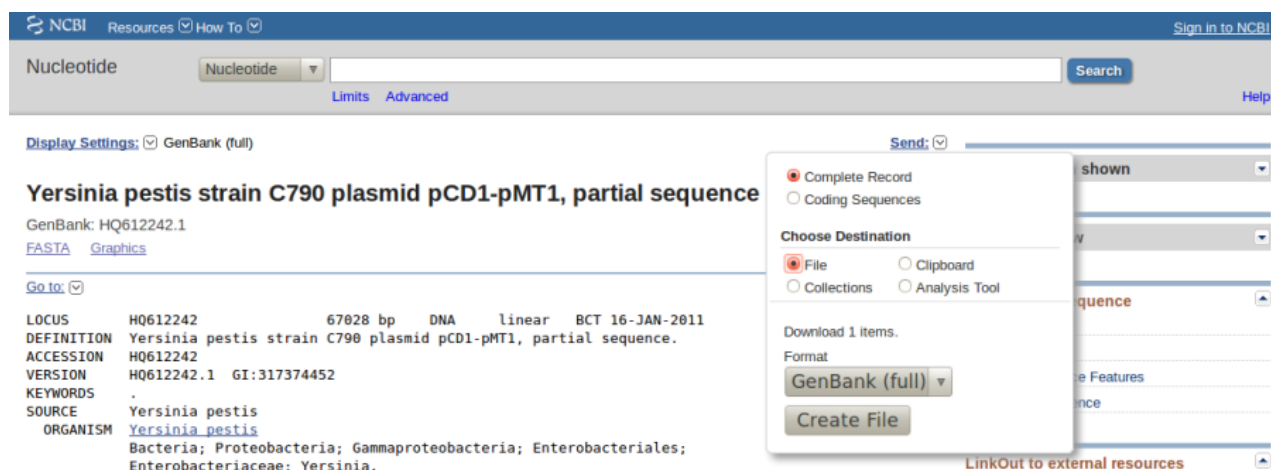 NCBI Resources How To Sign in to NCBI
Nucleotide Nucleotide Search
Limits Advanced Help
Display Settings: GenBank (full) Send:
Complete Record shown
Yersinia pestis strain C790 plasmid pCD1-pMT1, partial sequence
Coding Sequences
GenBank: HQ612242.1
Choose Destination
FASTA Graphics
File Clipboard
Go to: Collections Analysis Tool quence
LOCUS HQ612242 67028 bp DNA linear BCT 16-JAN-2011
DEFINITION Yersinia pestis strain C790 plasmid pCD1-pMT1, partial sequence.
Download 1 items.
ACCESSION HQ612242
Format
VERSION HQ612242.1 GI:317374452
GenBank (full) e Features
KEYWORDS .
SOURCE Yersinia pestis
Create File
ORGANISM Yersinia pestis
Bacteria; Proteobacteria; Gammaproteobacteria; Enterobacteriales;
Enterobacteriaceae; Yersinia.
LinkOut to external resources